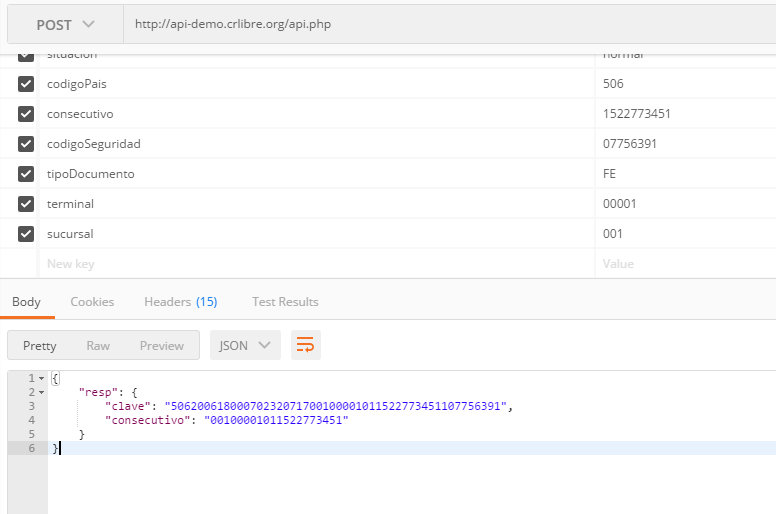 POST http://api-demo.crlibre.org/api.php
situacion normal
codigoPais 506
consecutivo 1522773451
codigoSeguridad 07756391
tipoDocumento FE
terminal 00001
sucursal 001
New key Value
Body Cookies Headers (15) Test Results
Pretty Raw Preview JSON
1 {
2 "resp": {
3 "clave": "50620061800070232071700100001011522773451107756391",
4 "consecutivo": "00100001011522773451"
5 }
6 }